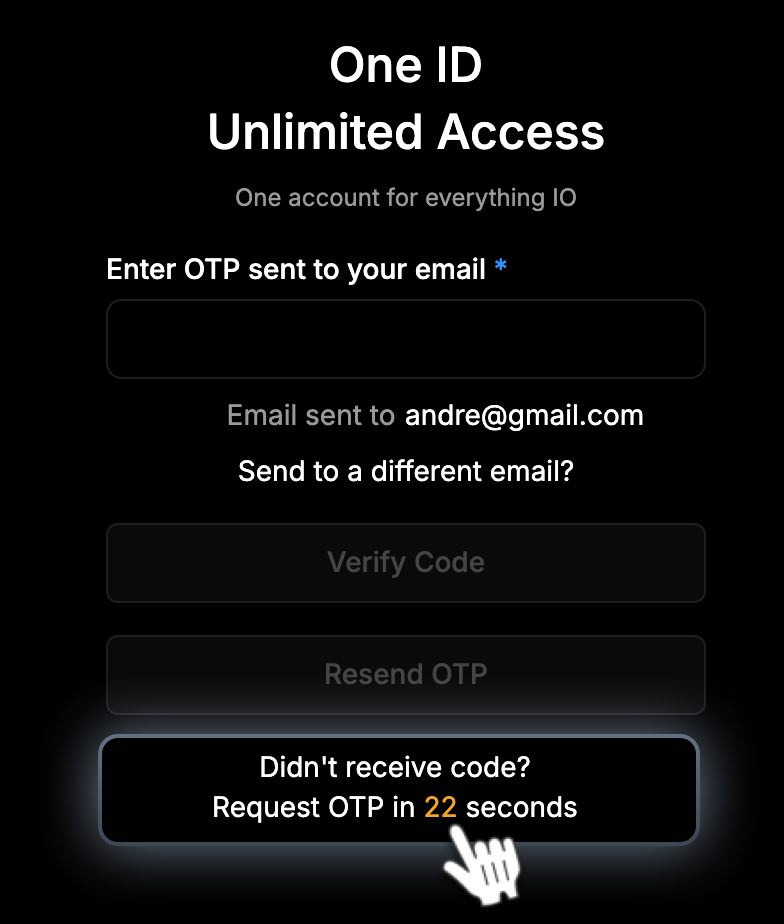 One ID
Unlimited Access
One account for everything IO
Enter OTP sent to your email *
Email sent to andre@gmail.com
Send to a different email?
Verify Code
Resend OTP
Didn't receive code?
Request OTP in 22 seconds